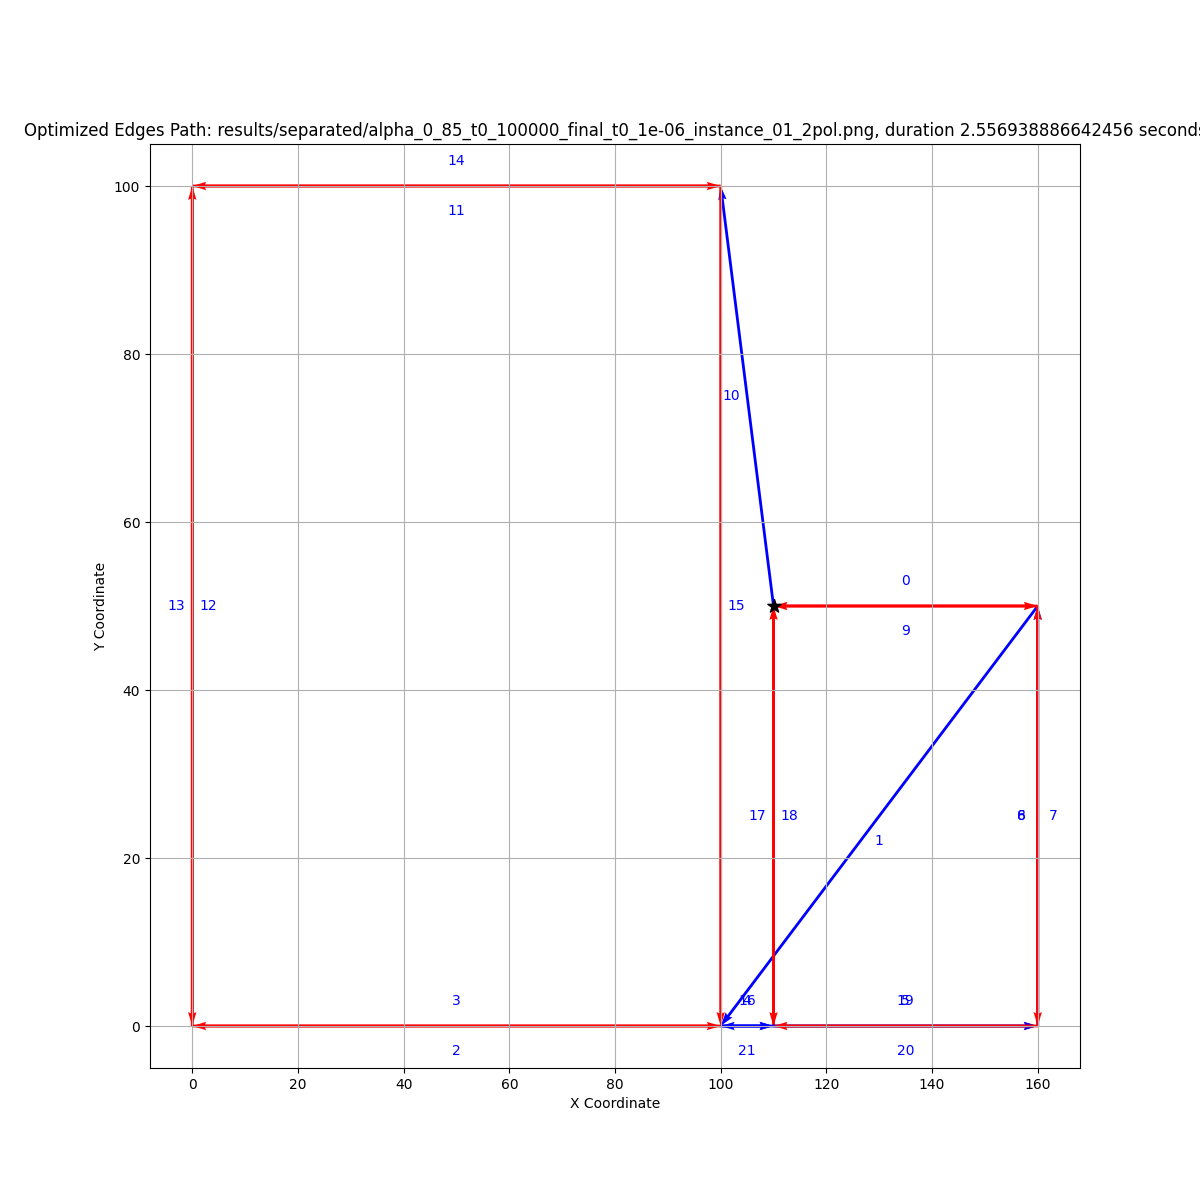 Optimized Edges Path: results/separated/alpha_0_85_t0_100000_final_t0_1e-06_instance_01_2pol.png, duration 2.556938886642456 seconds
14
100
11
80
10
60
0
Y Coordinate
13 12 15
9
40
17 18 7
1
20
3
0
2 21 20
0 20 40 60 80 100 120 140 160
X Coordinate